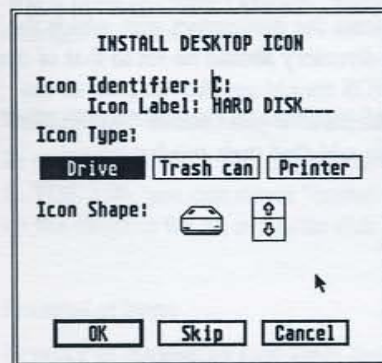 INSTALL DESKTOP ICON
Icon Identifier: C:
Icon Label: HARD DISK___
Icon Type:
Drive Trash can Printer
Icon Shape:
OK Skip Cancel